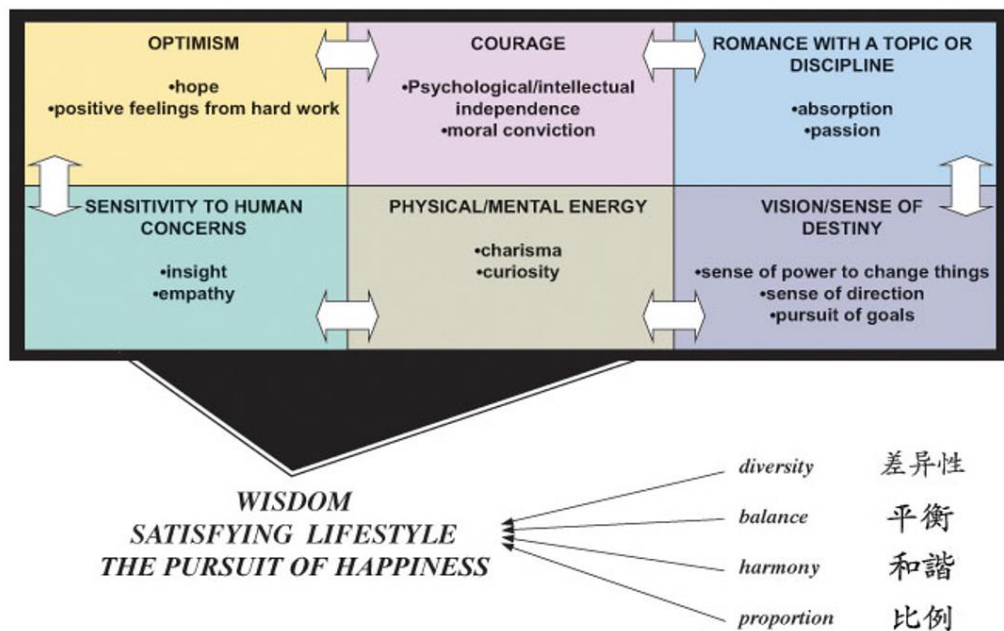 OPTIMISM
•hope
•positive feelings from hard work
COURAGE
•Psychological/intellectual
independence
•moral conviction
ROMANCE WITH A TOPIC OR
DISCIPLINE
•absorption
•passion
SENSITIVITY TO HUMAN
CONCERNS
•insight
•empathy
PHYSICAL/MENTAL ENERGY
•charisma
•curiosity
VISION/SENSE OF
DESTINY
•sense of power to change things
•sense of direction
•pursuit of goals
WISDOM
SATISFYING LIFESTYLE
THE PURSUIT OF HAPPINESS
diversity 差异性
balance 平衡
harmony 和諧
proportion 比例